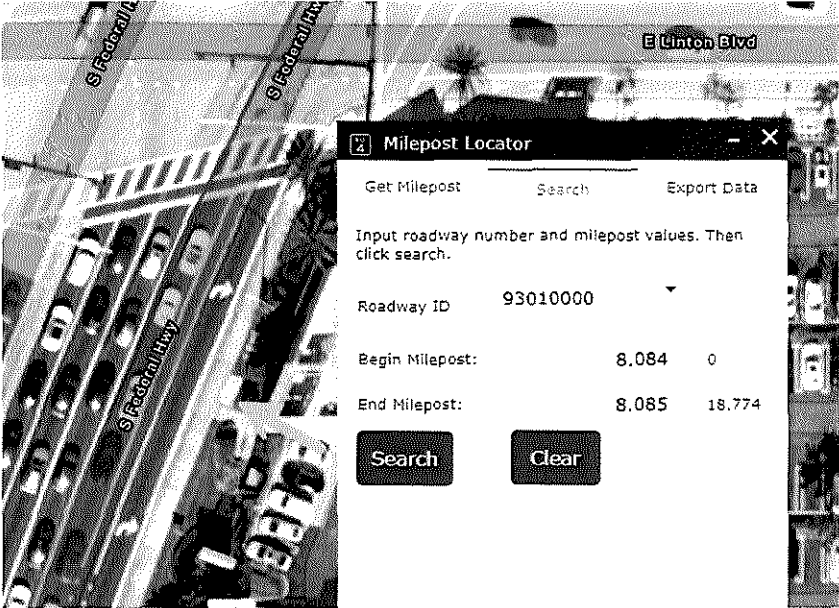 S Federal H
S Federal Hw
E Linton Blvd
Milepost Locator
Get Milepost Search Export Data
Input roadway number and milepost values. Then
click search.
Roadway ID 93010000
Begin Milepost: 8.084 0
End Milepost: 8.085 18.774
Search Clear
S Federal Hwy